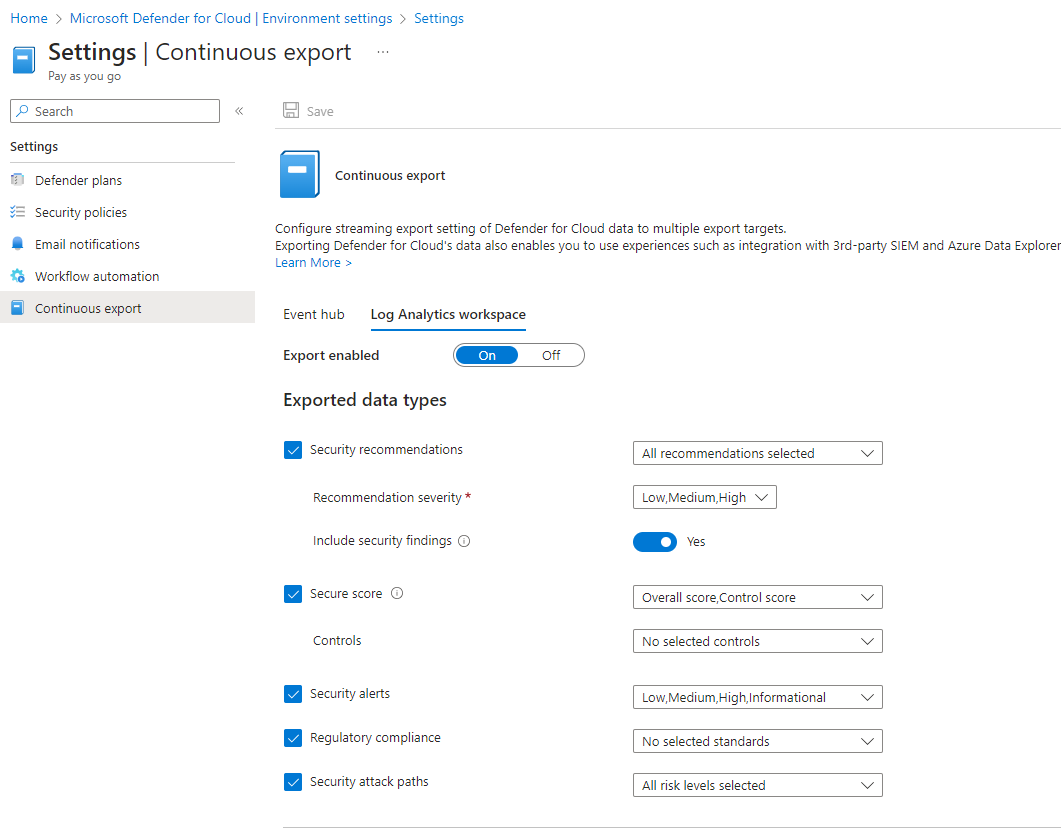 Home > Microsoft Defender for Cloud | Environment settings > Settings
Settings | Continuous export ...
Pay as you go
Search «
Save
Settings
Defender plans
Security policies
Email notifications
Workflow automation
Continuous export
Continuous export
Configure streaming export setting of Defender for Cloud data to multiple export targets.
Exporting Defender for Cloud's data also enables you to use experiences such as integration with 3rd-party SIEM and Azure Data Explorer
Learn More >
Event hub Log Analytics workspace
Export enabled On Off
Exported data types
Security recommendations All recommendations selected
Recommendation severity * Low,Medium,High
Include security findings Yes
Secure score Overall score,Control score
Controls No selected controls
Security alerts Low,Medium,High,Informational
Regulatory compliance No selected standards
Security attack paths All risk levels selected